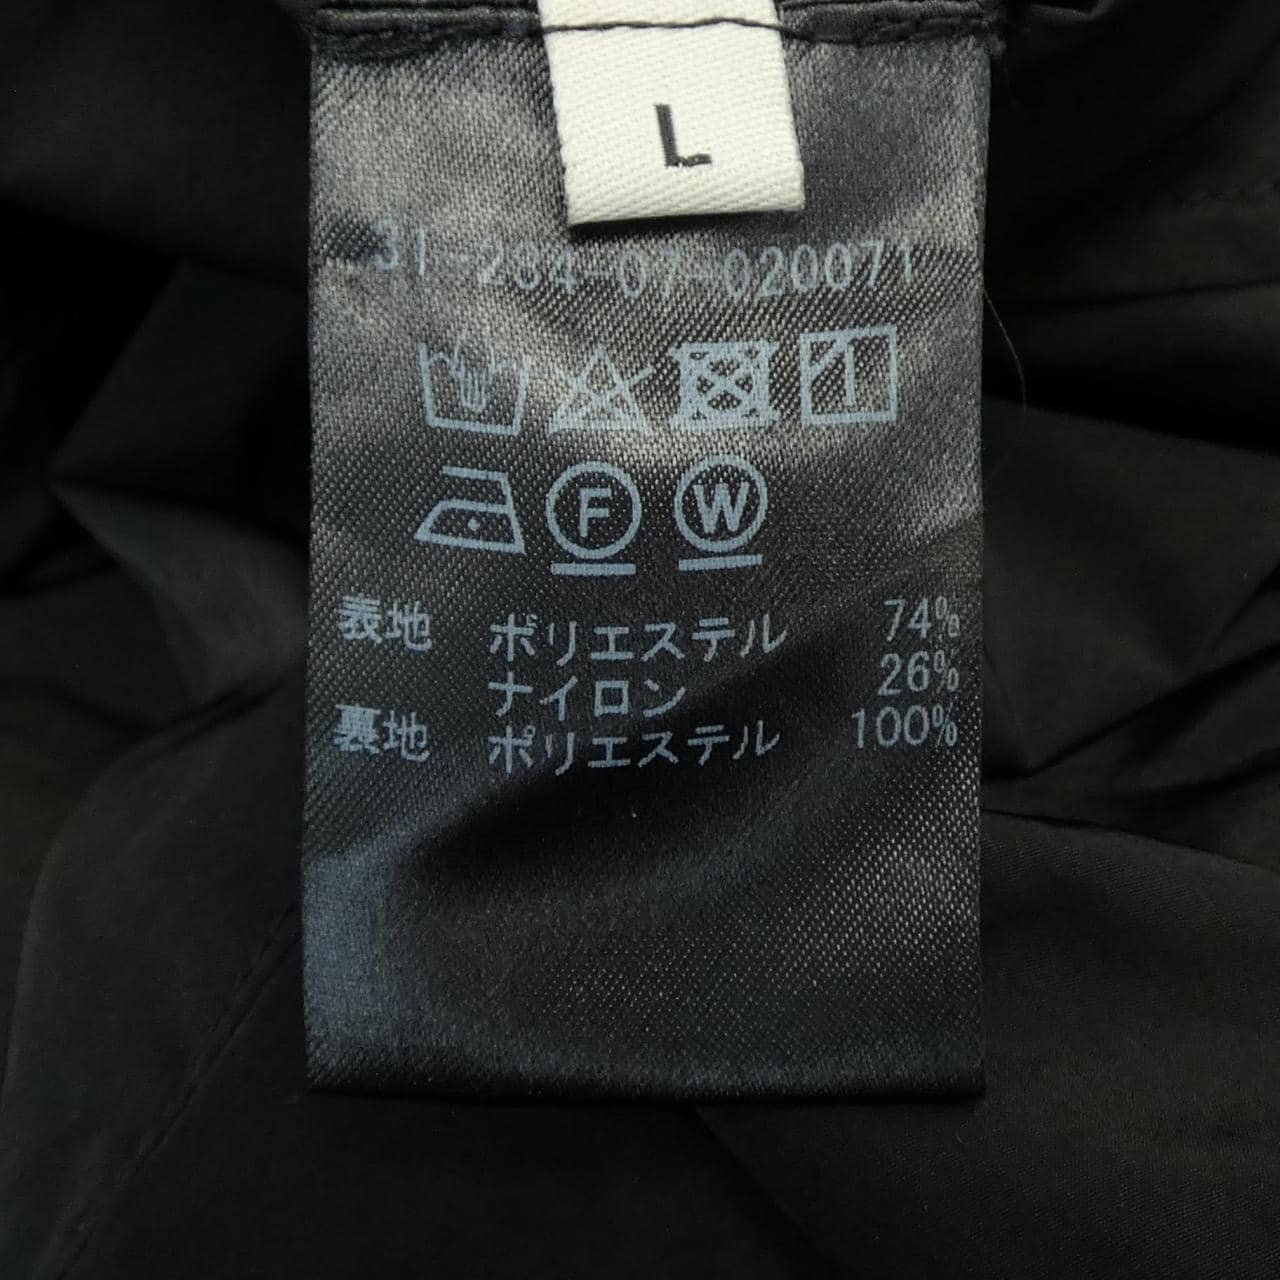 L
31-234-07-020071
F W
表地 ポリエステル 74%
ナイロン 26%
裏地 ポリエステル 100%